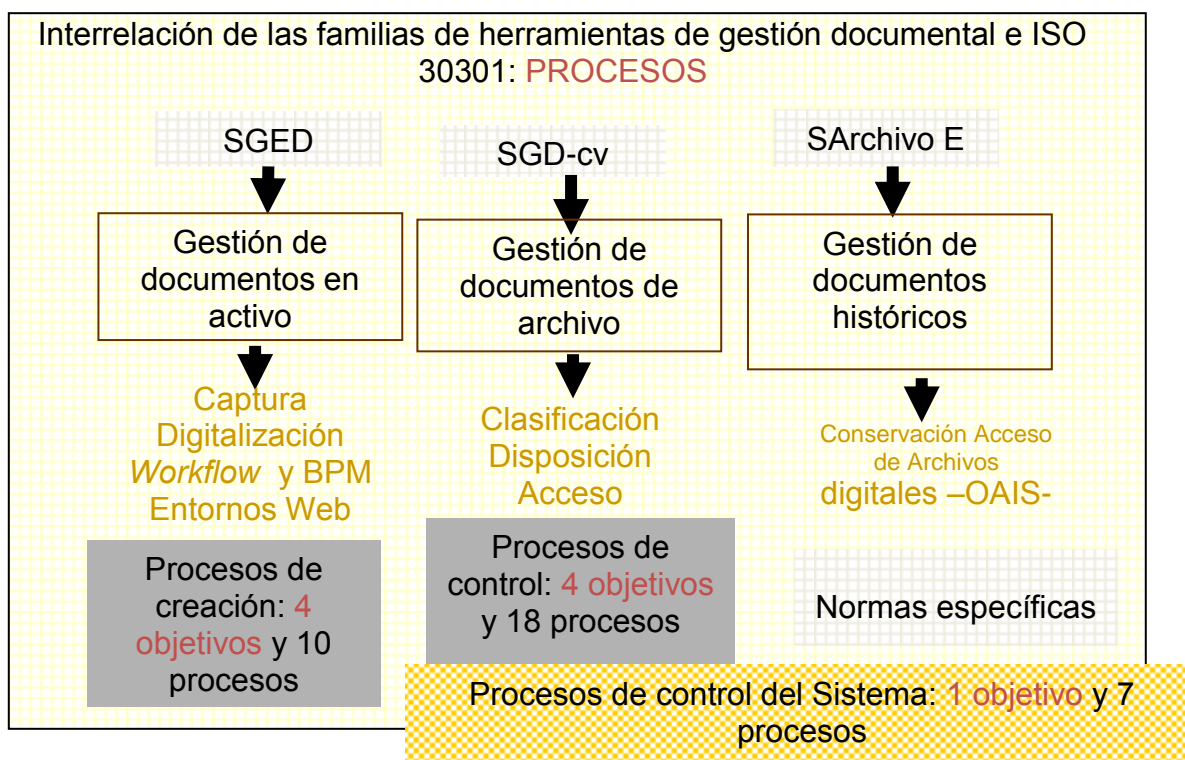 Interrelación de las familias de herramientas de gestión documental e ISO
30301: PROCESOS
SGED
Gestión de
documentos en
activo
Captura
Digitalización
Workflow y BPM
Entornos Web
Procesos de
creación: 4
objetivos y 10
procesos
SGD-cv
Gestión de
documentos de
archivo
Clasificación
Disposición
Acceso
Procesos de
control: 4 objetivos
y 18 procesos
SArchivo E
Gestión de
documentos
históricos
Conservación Acceso
de Archivos
digitales –OAIS-
Normas específicas
Procesos de control del Sistema: 1 objetivo y 7
procesos